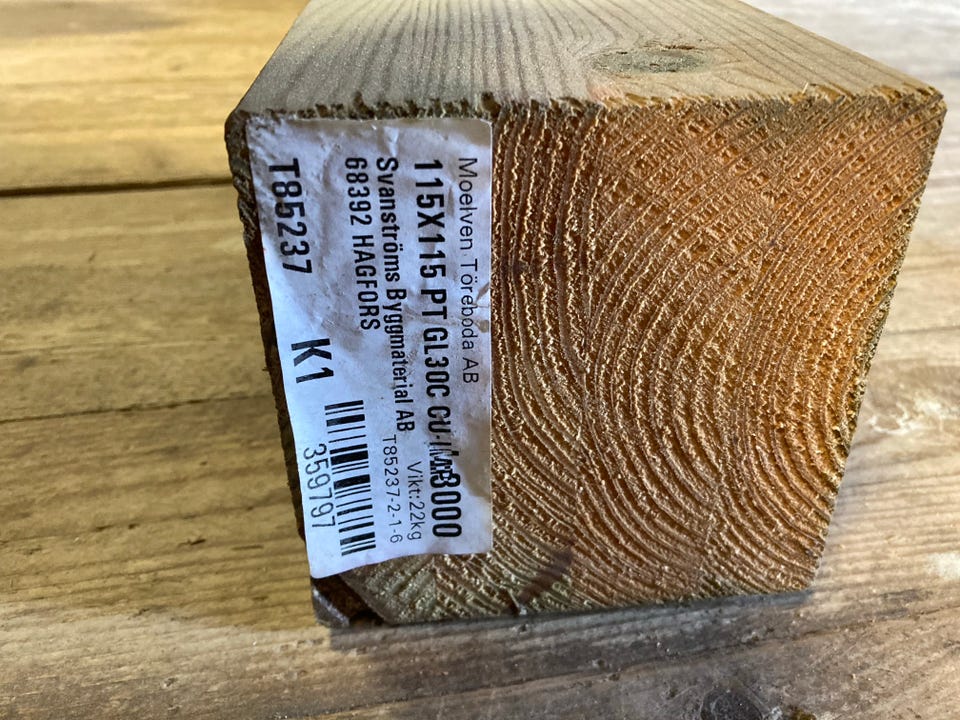 Moelven Töreboda AB
115X115 PT GL30C CU-IMP 3000
Vikt:22kg
Svanströms Byggmaterial AB
T85237-2-1-6
68392 HAGFORS
T85237
K1
359797